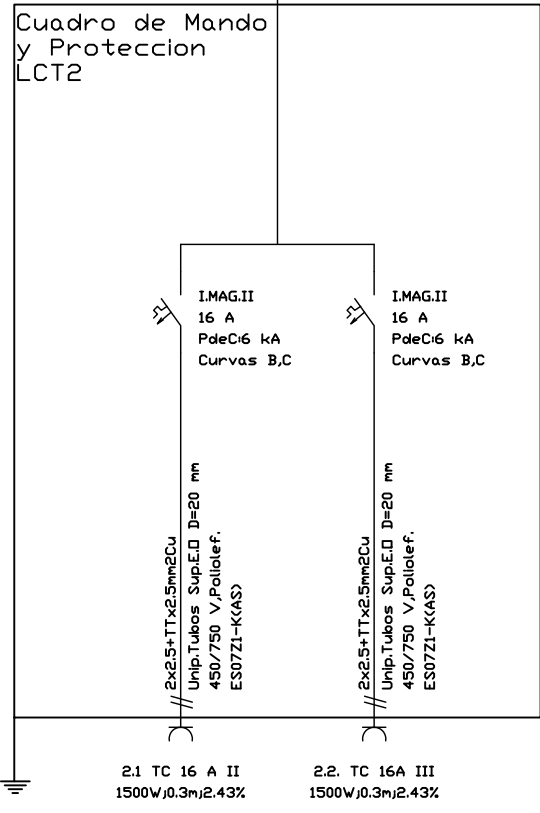 Cuadro de Mando
y Proteccion
LCT2
I.MAG.II
16 A
PdeC:6 kA
Curvas B,C
I.MAG.II
16 A
PdeC:6 kA
Curvas B,C
2x2.5+TTx2.5mm2Cu
Unip.Tubos Sup.E.O D=20 mm
450/750 V,Poliolef.
ES07Z1-K(AS)
2x2.5+TTx2.5mm2Cu
Unip.Tubos Sup.E.O D=20 mm
450/750 V,Poliolef.
ES07Z1-K(AS)
2.1 TC 16 A II
1500W;0.3m;2.43%
2.2. TC 16A III
1500W;0.3m;2.43%